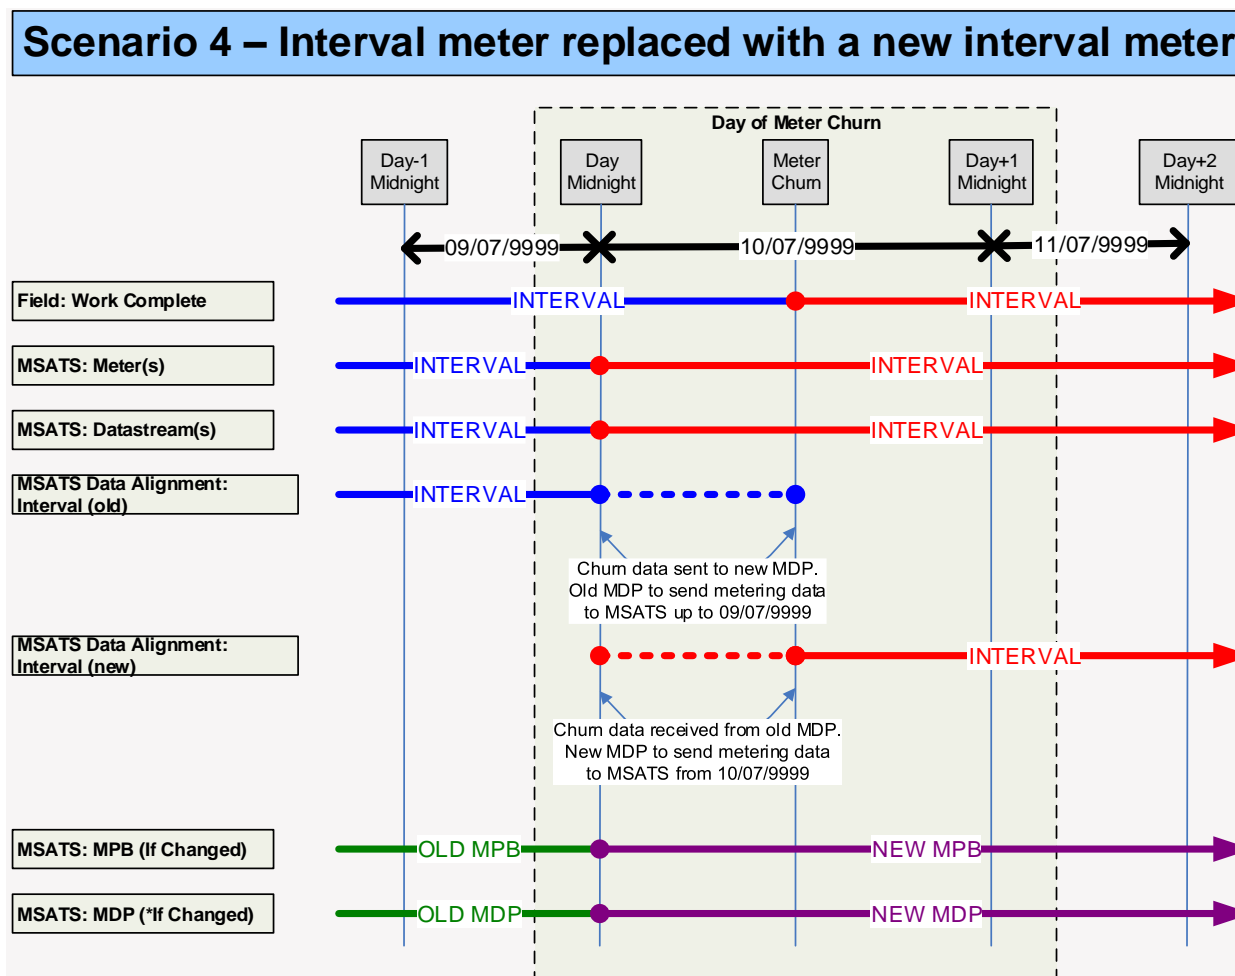 Scenario 4 – Interval meter replaced with a new interval meter
Day of Meter Churn
Day-1
Midnight
Day
Midnight
Meter
Churn
Day+1
Midnight
Day+2
Midnight
09/07/9999
10/07/9999
11/07/9999
Field: Work Complete
INTERVAL
INTERVAL
MSATS: Meter(s)
INTERVAL
INTERVAL
MSATS: Datastream(s)
INTERVAL
INTERVAL
MSATS Data Alignment:
Interval (old)
INTERVAL
Churn data sent to new MDP.
Old MDP to send metering data
to MSATS up to 09/07/9999
MSATS Data Alignment:
Interval (new)
INTERVAL
Churn data received from old MDP.
New MDP to send metering data
to MSATS from 10/07/9999
MSATS: MPB (If Changed)
OLD MPB
NEW MPB
MSATS: MDP (*If Changed)
OLD MDP
NEW MDP